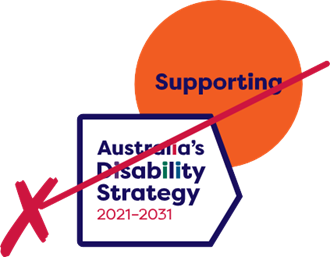 Supporting
Australia's
Disability
Strategy
2021–2031